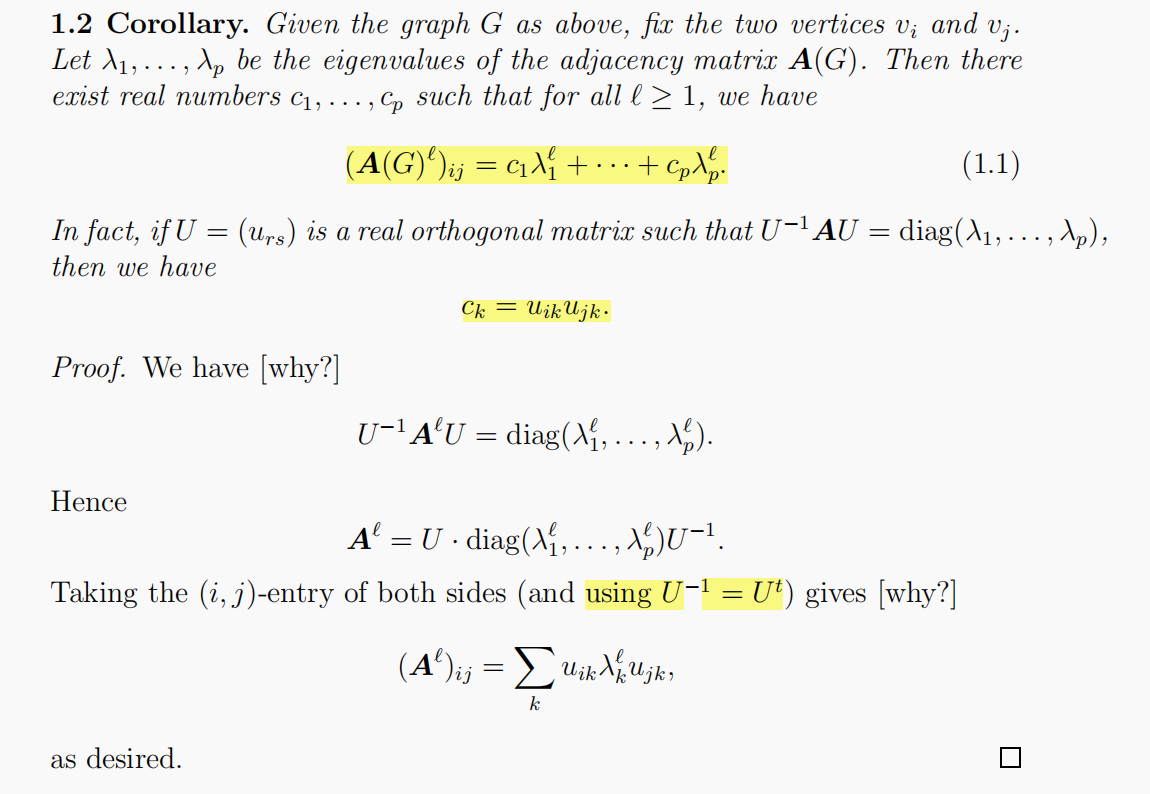 1.2 Corollary. Given the graph G as above, fix the two vertices v_i and v_j.
Let λ_1, . . . , λ_p be the eigenvalues of the adjacency matrix A(G). Then there
exist real numbers c_1, . . . , c_p such that for all ℓ ≥ 1, we have
(A(G)^ℓ)_{ij} = c_1λ_1^ℓ + · · · + c_pλ_p^ℓ. (1.1)
In fact, if U = (u_{rs}) is a real orthogonal matrix such that U^{−1}AU = diag(λ_1, . . . , λ_p),
then we have
c_k = u_{ik}u_{jk}.
Proof. We have [why?]
U^{−1}A^ℓU = diag(λ_1^ℓ, . . . , λ_p^ℓ).
Hence
A^ℓ = U · diag(λ_1^ℓ, . . . , λ_p^ℓ)U^{−1}.
Taking the (i, j)-entry of both sides (and using U^{−1} = U^t) gives [why?]
(A^ℓ)_{ij} = ∑_k u_{ik}λ_k^ℓu_{jk},
as desired. □